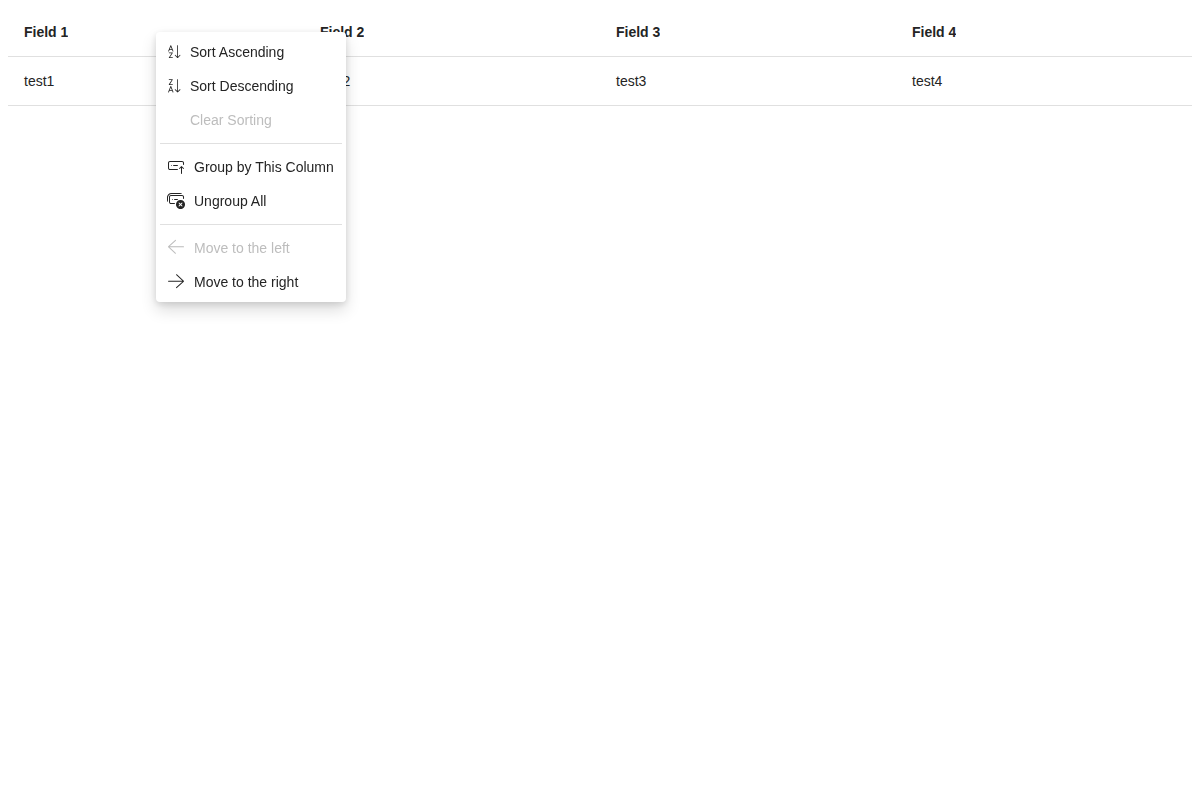 Field 1 Field 2 Field 3 Field 4
Sort Ascending
test1 2 test3 test4
Sort Descending
Clear Sorting
Group by This Column
Ungroup All
Move to the left
Move to the right